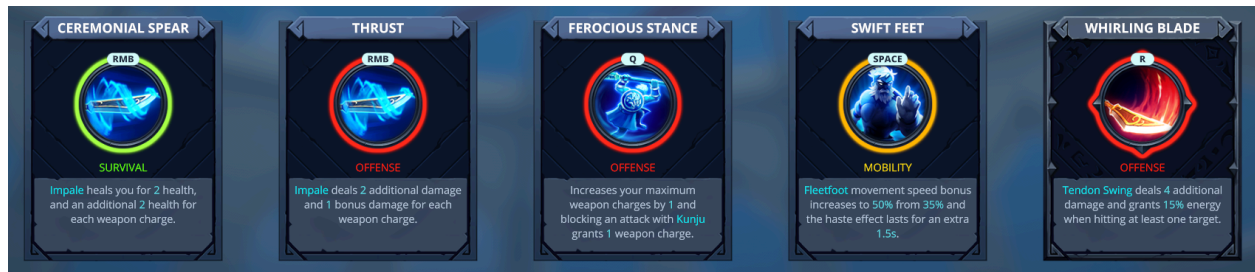 CEREMONIAL SPEAR
RMB
SURVIVAL
Impale heals you for 2 health,
and an additional 2 health for
each weapon charge.
THRUST
RMB
OFFENSE
Impale deals 2 additional damage
and 1 bonus damage for each
weapon charge.
FEROCIOUS STANCE
Q
OFFENSE
Increases your maximum
weapon charges by 1 and
blocking an attack with Kunju
grants 1 weapon charge.
SWIFT FEET
SPACE
MOBILITY
Fleetfoot movement speed bonus
increases to 50% from 35% and
the haste effect lasts for an extra
1.5s.
WHIRLING BLADE
R
OFFENSE
Tendon Swing deals 4 additional
damage and grants 15% energy
when hitting at least one target.